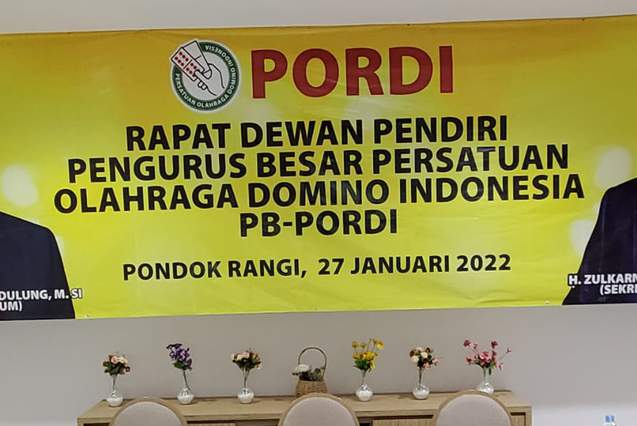 PERSATUAN OLAHRAGA DOMINO INDONESIA
PORDI
RAPAT DEWAN PENDIRI
PENGURUS BESAR PERSATUAN
OLAHRAGA DOMINO INDONESIA
PB-PORDI
PONDOK RANGI, 27 JANUARI 2022
DULUNG, M. SI
UM)
H. ZULKARN
(SEKRE